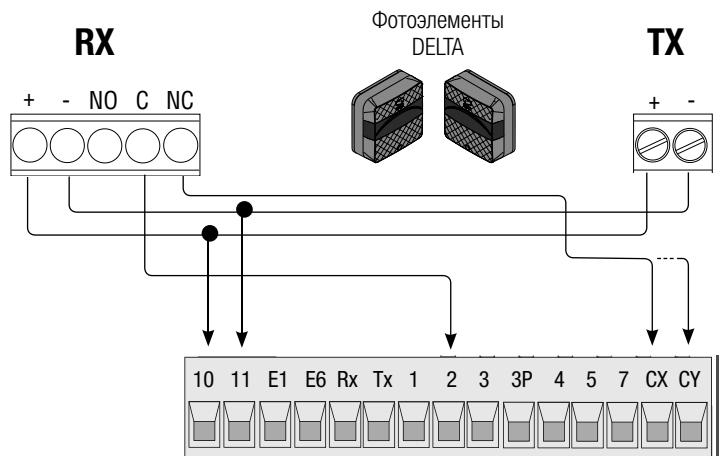 Фотоэлементы
DELTA
RX
TX
+ - NO C NC
+ -
10 11 E1 E6 Rx Tx 1 2 3 3P 4 5 7 CX CY